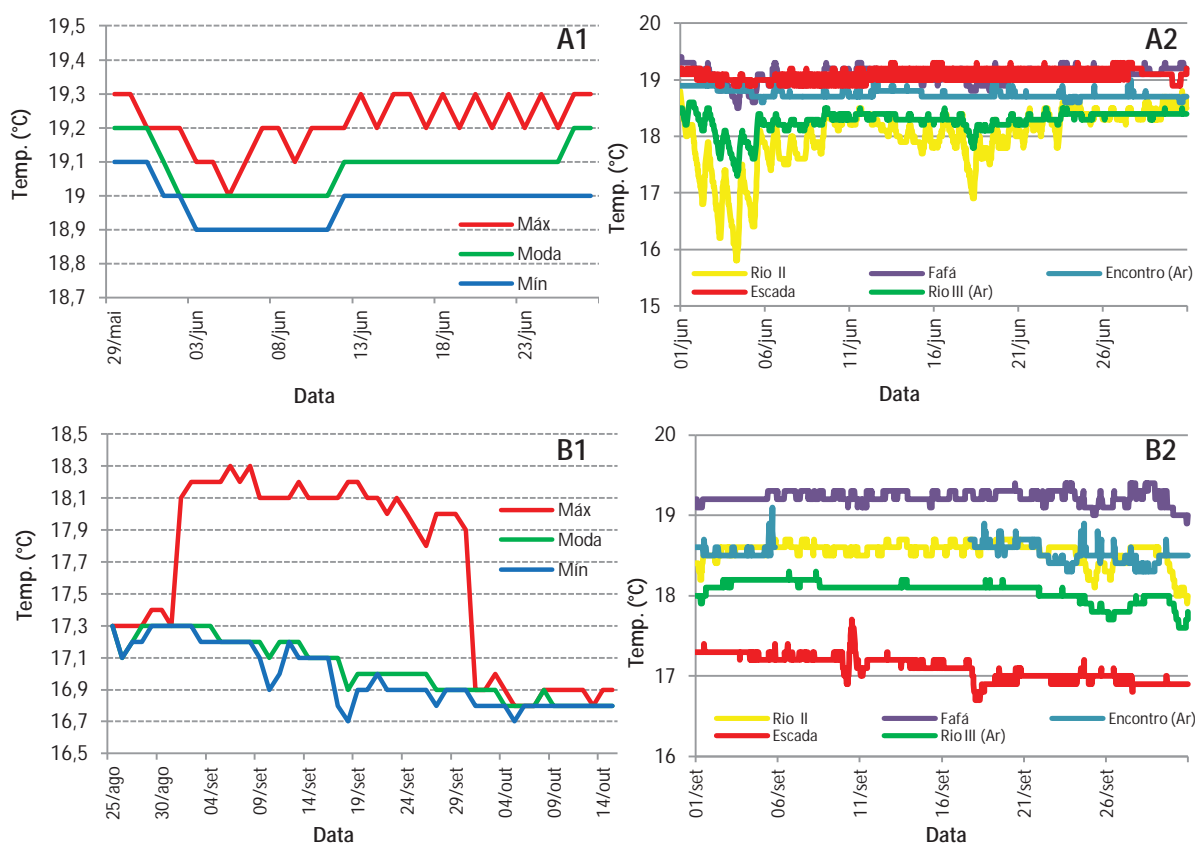 A1
Temp. (°C)
19,5
19,4
19,3
19,2
19,1
19
18,9
18,8
18,7
Máx
Moda
Mín
29/mai
03/jun
08/jun
13/jun
18/jun
23/jun
Data
A2
Temp. (°C)
20
19
18
17
16
15
Rio II
Fafá
Encontro (Ar)
Escada
Rio III (Ar)
01/jun
06/jun
11/jun
16/jun
21/jun
26/jun
Data
B1
Temp. (°C)
18,5
18,3
18,1
17,9
17,7
17,5
17,3
17,1
16,9
16,7
16,5
Máx
Moda
Mín
25/ago
30/ago
04/set
09/set
14/set
19/set
24/set
29/set
04/out
09/out
14/out
Data
B2
Temp. (°C)
20
19
18
17
16
Rio II
Fafá
Encontro (Ar)
Escada
Rio III (Ar)
01/set
06/set
11/set
16/set
21/set
26/set
Data